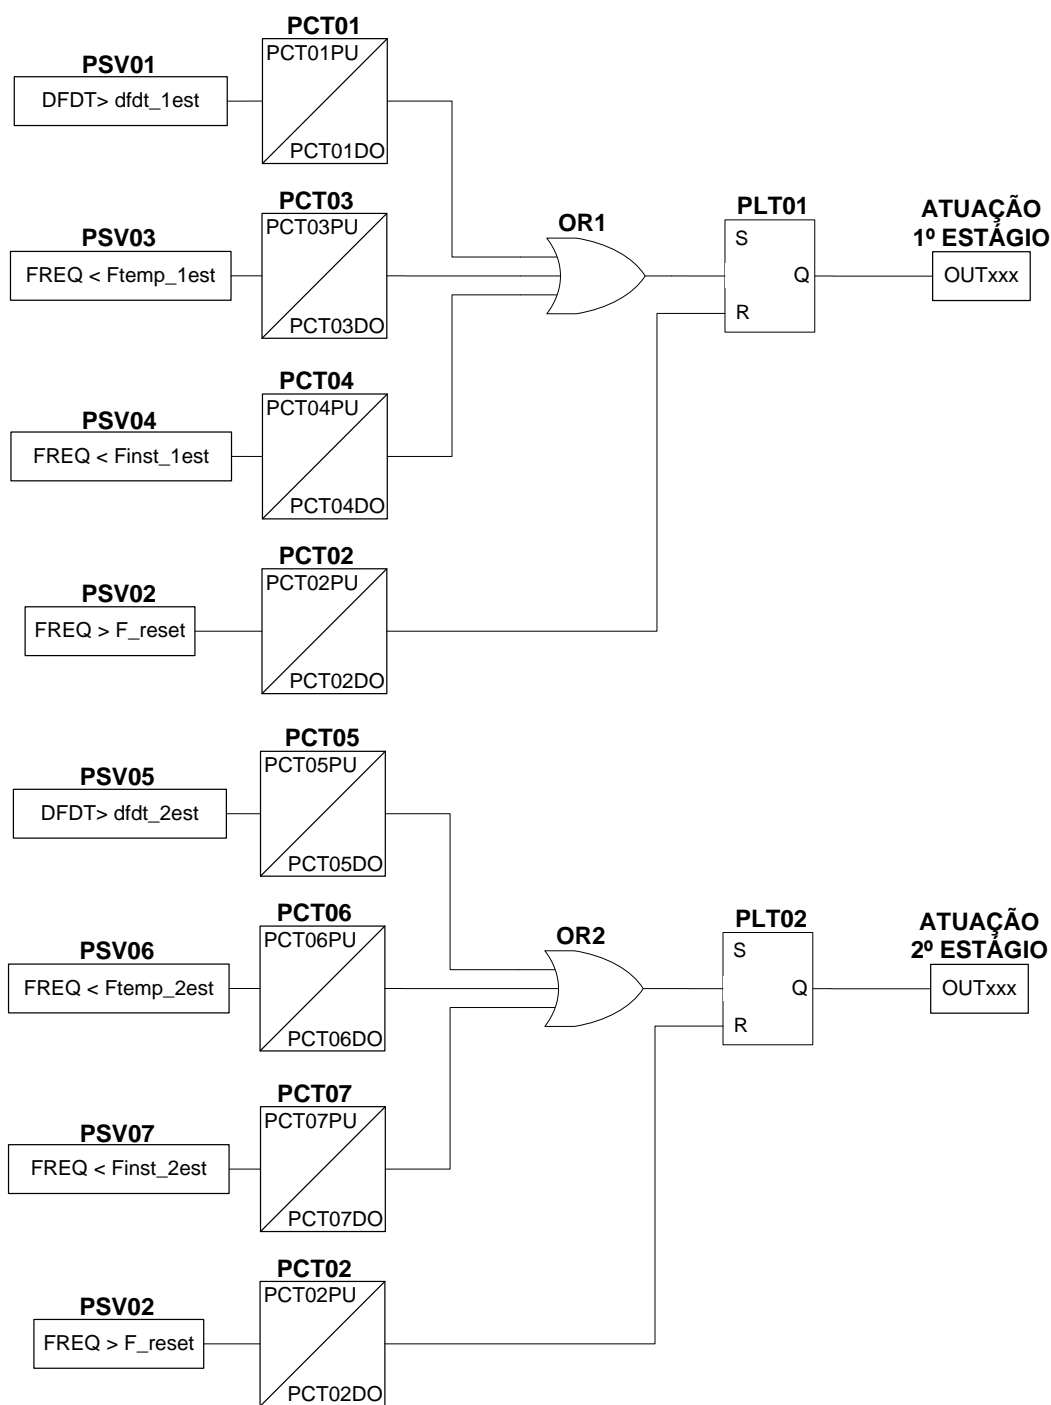 PCT01
PCT01PU
PSV01
DFDT> dfdt_1est
PCT01DO
PCT03
PCT03PU
PSV03
FREQ < Ftemp_1est
PCT03DO
OR1
PLT01
S
Q
R
ATUAÇÃO
1º ESTÁGIO
OUTxxx
PCT04
PCT04PU
PSV04
FREQ < Finst_1est
PCT04DO
PCT02
PCT02PU
PSV02
FREQ > F_reset
PCT02DO
PCT05
PCT05PU
PSV05
DFDT> dfdt_2est
PCT05DO
PCT06
PCT06PU
PSV06
FREQ < Ftemp_2est
PCT06DO
OR2
PLT02
S
Q
R
ATUAÇÃO
2º ESTÁGIO
OUTxxx
PCT07
PCT07PU
PSV07
FREQ < Finst_2est
PCT07DO
PCT02
PCT02PU
PSV02
FREQ > F_reset
PCT02DO